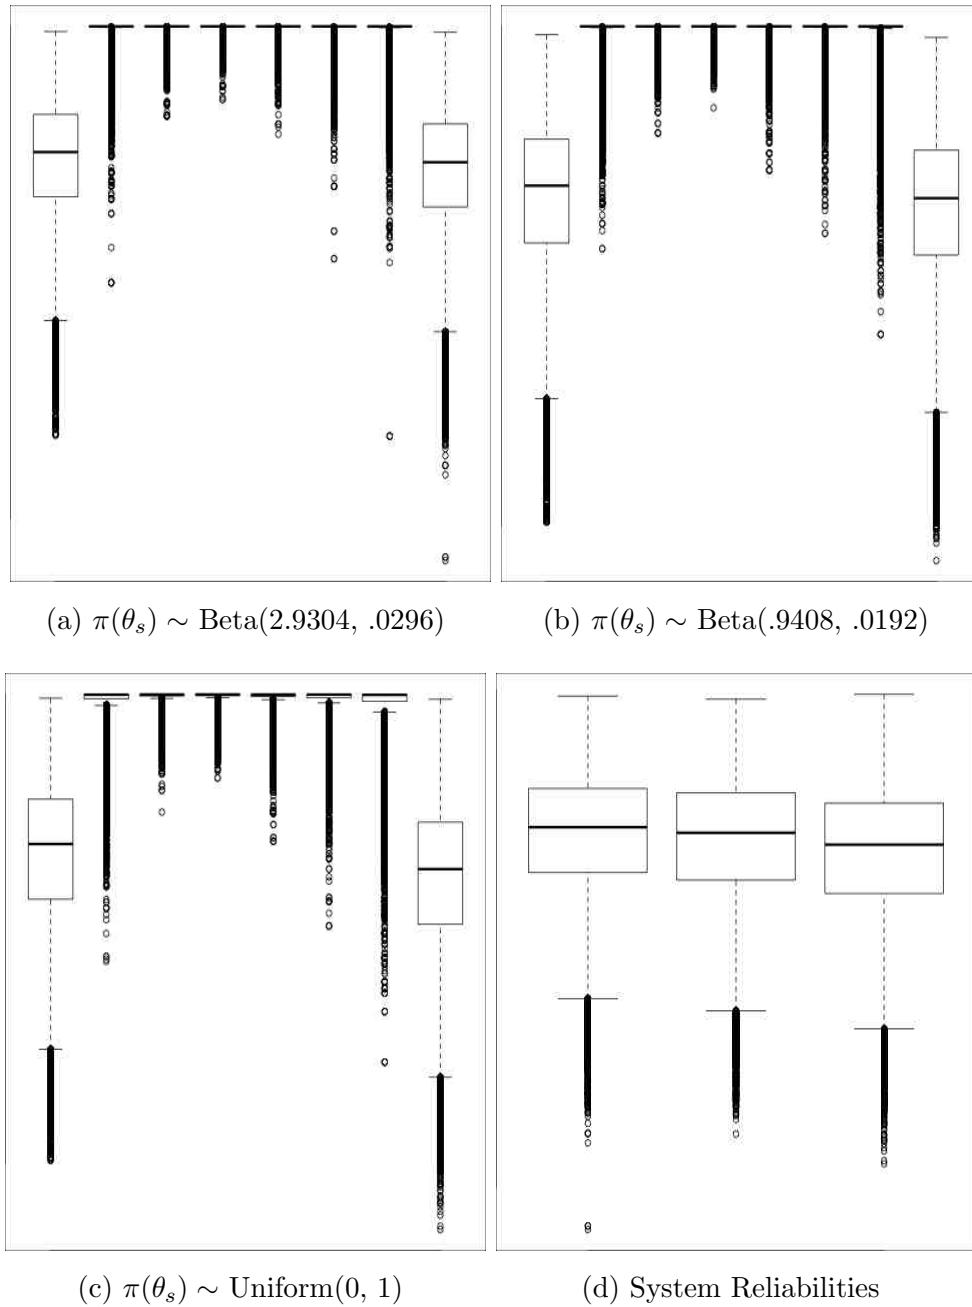 (a) π(θₛ) ∼ Beta(2.9304, .0296)
(b) π(θₛ) ∼ Beta(.9408, .0192)
(c) π(θₛ) ∼ Uniform(0, 1)
(d) System Reliabilities